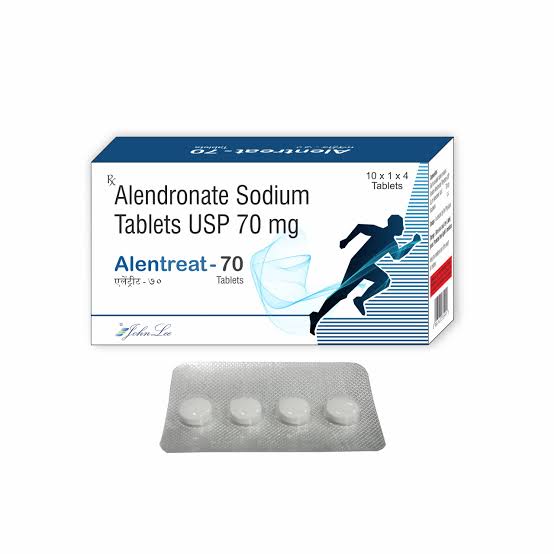 Alentreat - 70
Tablets
10 x 1 x 4
Tablets
Rx
Alendronate Sodium
Tablets USP 70 mg
Alentreat - 70
एलेंट्रीट - ७०
Tablets
John Lee